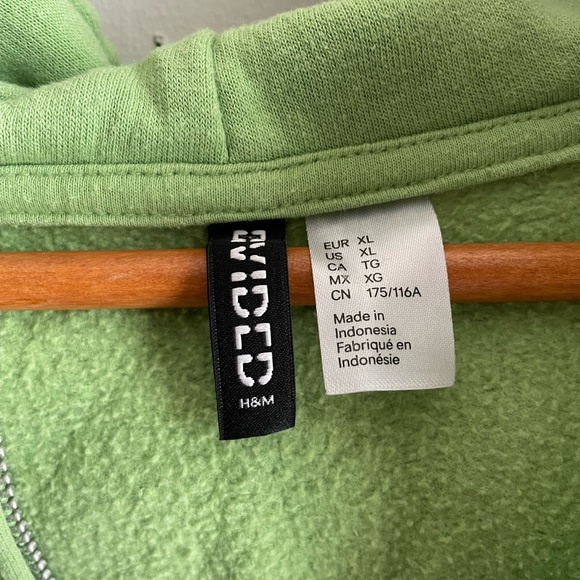 DIVIDED
H&M
EUR XL
US XL
CA TG
MX XG
CN 175/116A
Made in
Indonesia
Fabriqué en
Indonésie